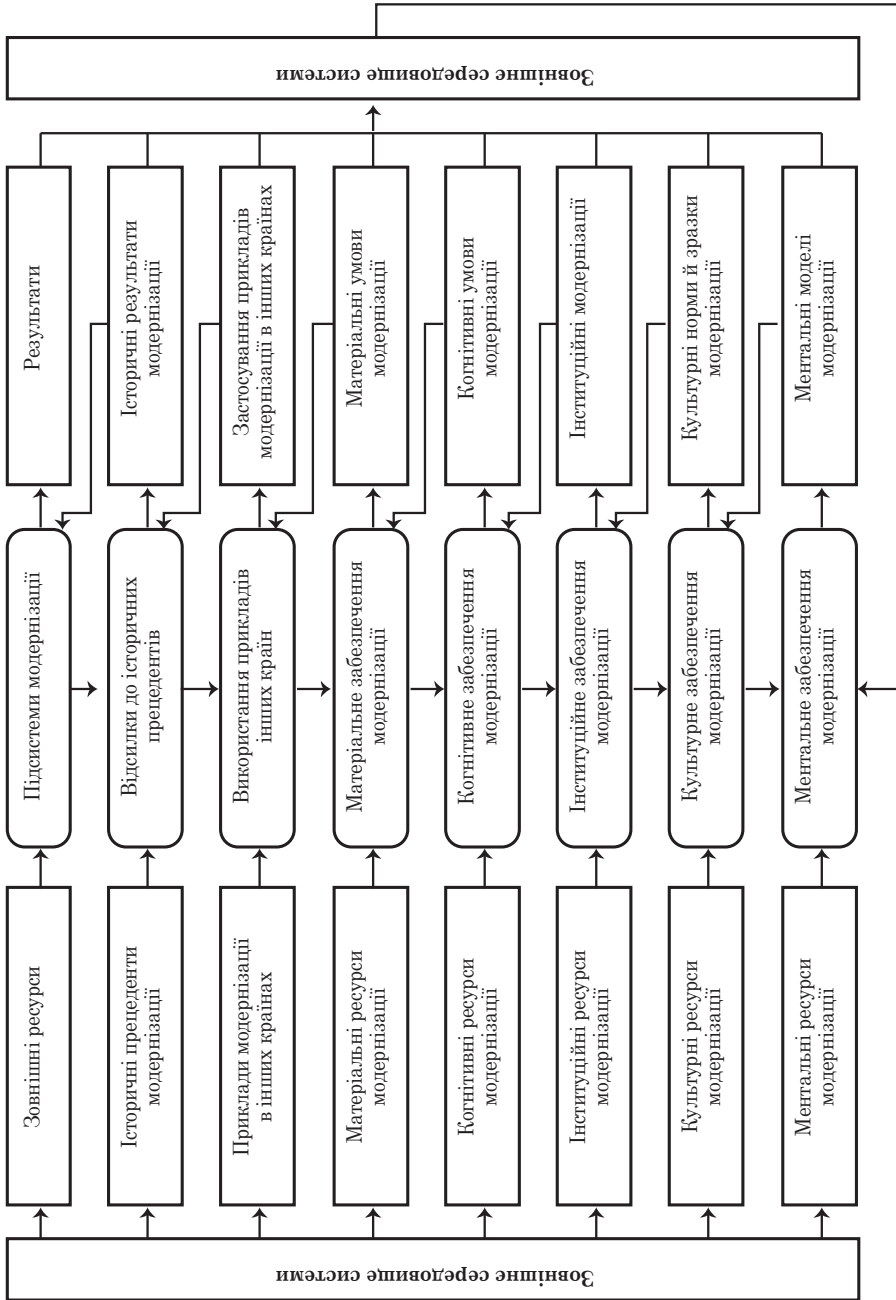 Зовнішнє середовище системи
Зовнішні ресурси
Історичні прецеденти
модернізації
Приклади модернізації
в інших країнах
Матеріальні ресурси
модернізації
Когнітивні ресурси
модернізації
Інституційні ресурси
модернізації
Культурні ресурси
модернізації
Ментальні ресурси
модернізації
Підсистеми модернізації
Відсилки до історичних
прецедентів
Використання прикладів
інших країн
Матеріальне забезпечення
модернізації
Когнітивне забезпечення
модернізації
Інституційне забезпечення
модернізації
Культурне забезпечення
модернізації
Ментальне забезпечення
модернізації
Результати
Історичні результати
модернізації
Застосування прикладів
модернізації в інших країнах
Матеріальні умови
модернізації
Когнітивні умови
модернізації
Інституційні модернізації
Культурні норми й зразки
модернізації
Ментальні моделі
модернізації
Зовнішнє середовище системи